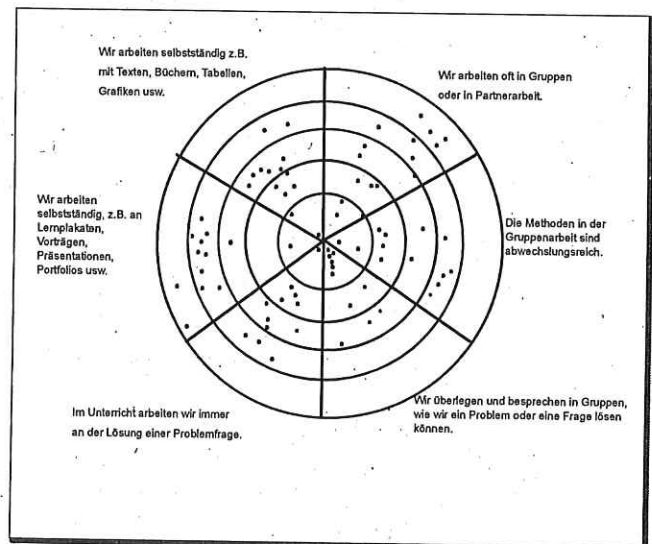 Wir arbeiten selbstständig z.B.
mit Texten, Büchern, Tabellen,
Grafiken usw.
Wir arbeiten oft in Gruppen
oder in Partnerarbeit.
Wir arbeiten
selbstständig, z.B. an
Lernplakaten,
Vorträgen,
Präsentationen,
Portfolios usw.
Die Methoden in der
Gruppenarbeit sind
abwechslungsreich.
Im Unterricht arbeiten wir immer
an der Lösung einer Problemfrage.
Wir überlegen und besprechen in Gruppen,
wie wir ein Problem oder eine Frage lösen
können.